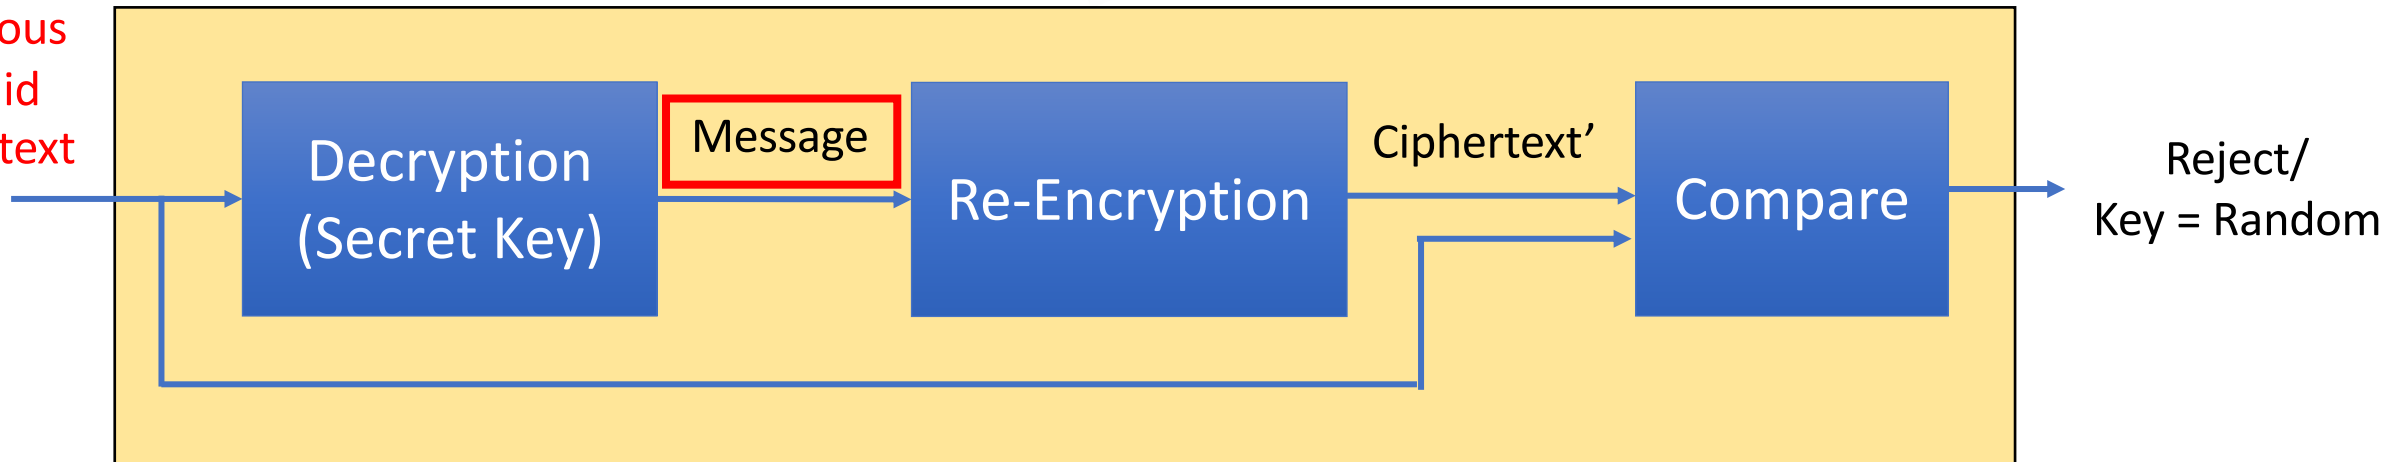 ous
id
text
Decryption
(Secret Key)
Message
Re-Encryption
Ciphertext’
Compare
Reject/
Key = Random